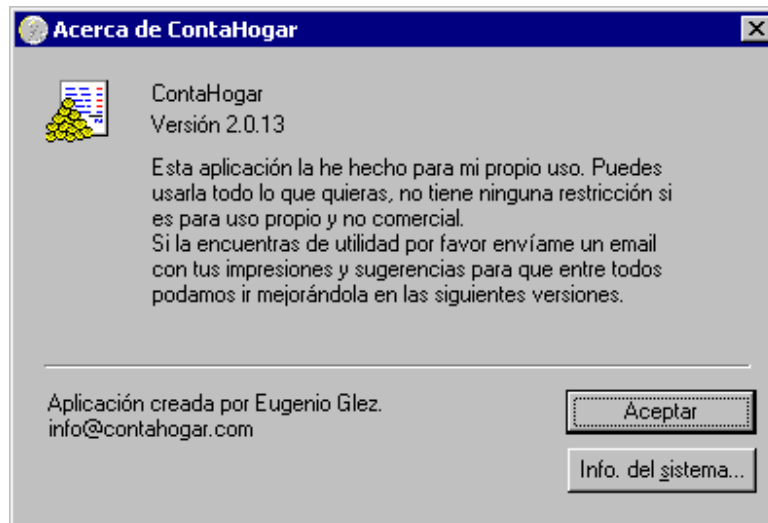 Acerca de ContaHogar
ContaHogar
Versión 2.0.13
Esta aplicación la he hecho para mi propio uso. Puedes
usarla todo lo que quieras, no tiene ninguna restricción si
es para uso propio y no comercial.
Si la encuentras de utilidad por favor envíame un email
con tus impresiones y sugerencias para que entre todos
podamos ir mejorándola en las siguientes versiones.
Aplicación creada por Eugenio Glez.
info@contahogar.com
Aceptar
Info. del sistema...